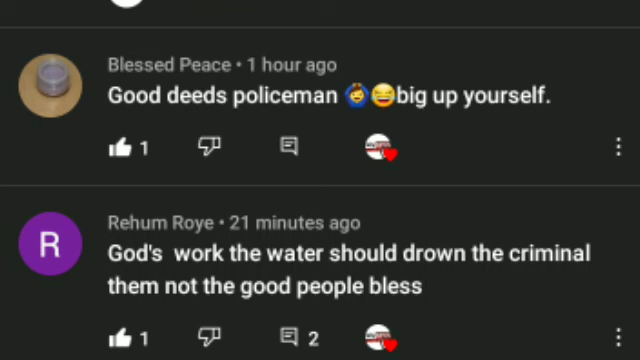 Blessed Peace • 1 hour ago
Good deeds policeman 🙆😂big up yourself.
1
R
Rehum Roye • 21 minutes ago
God's work the water should drown the criminal
them not the good people bless
1
2